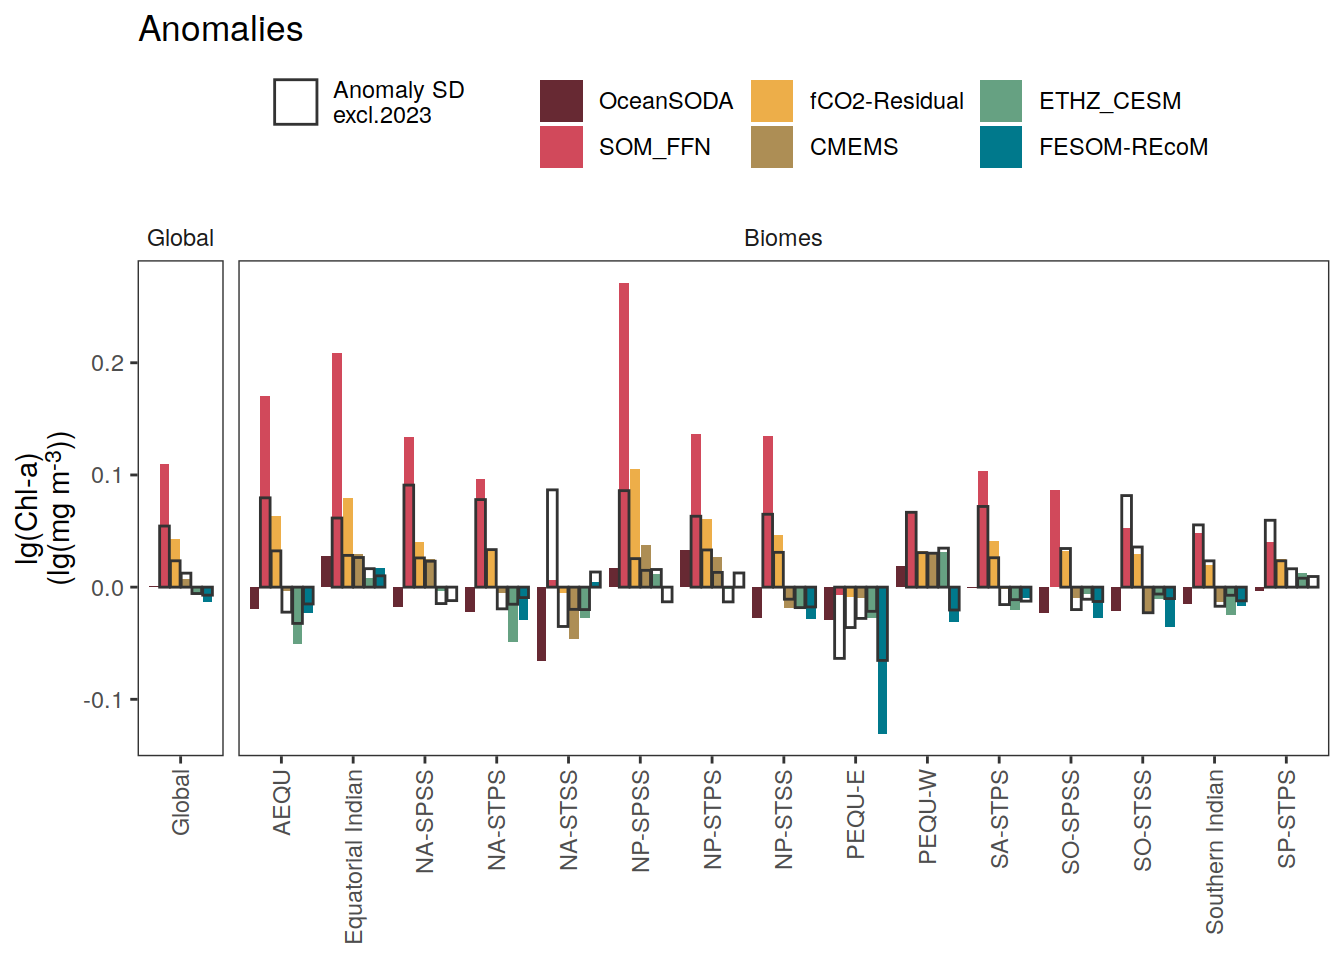 Anomalies
Anomaly SD
excl.2023
OceanSODA
fCO2-Residual
ETHZ_CESM
SOM_FFN
CMEMS
FESOM-REcoM
Global
Biomes
lg(Chl-a)
(lg(mg m-3))
0.2
0.1
0.0
-0.1
Global
AEQU
Equatorial Indian
NA-SPSS
NA-STPS
NA-STSS
NP-SPSS
NP-STPS
NP-STSS
PEQU-E
PEQU-W
SA-STPS
SO-SPSS
SO-STSS
Southern Indian
SP-STPS